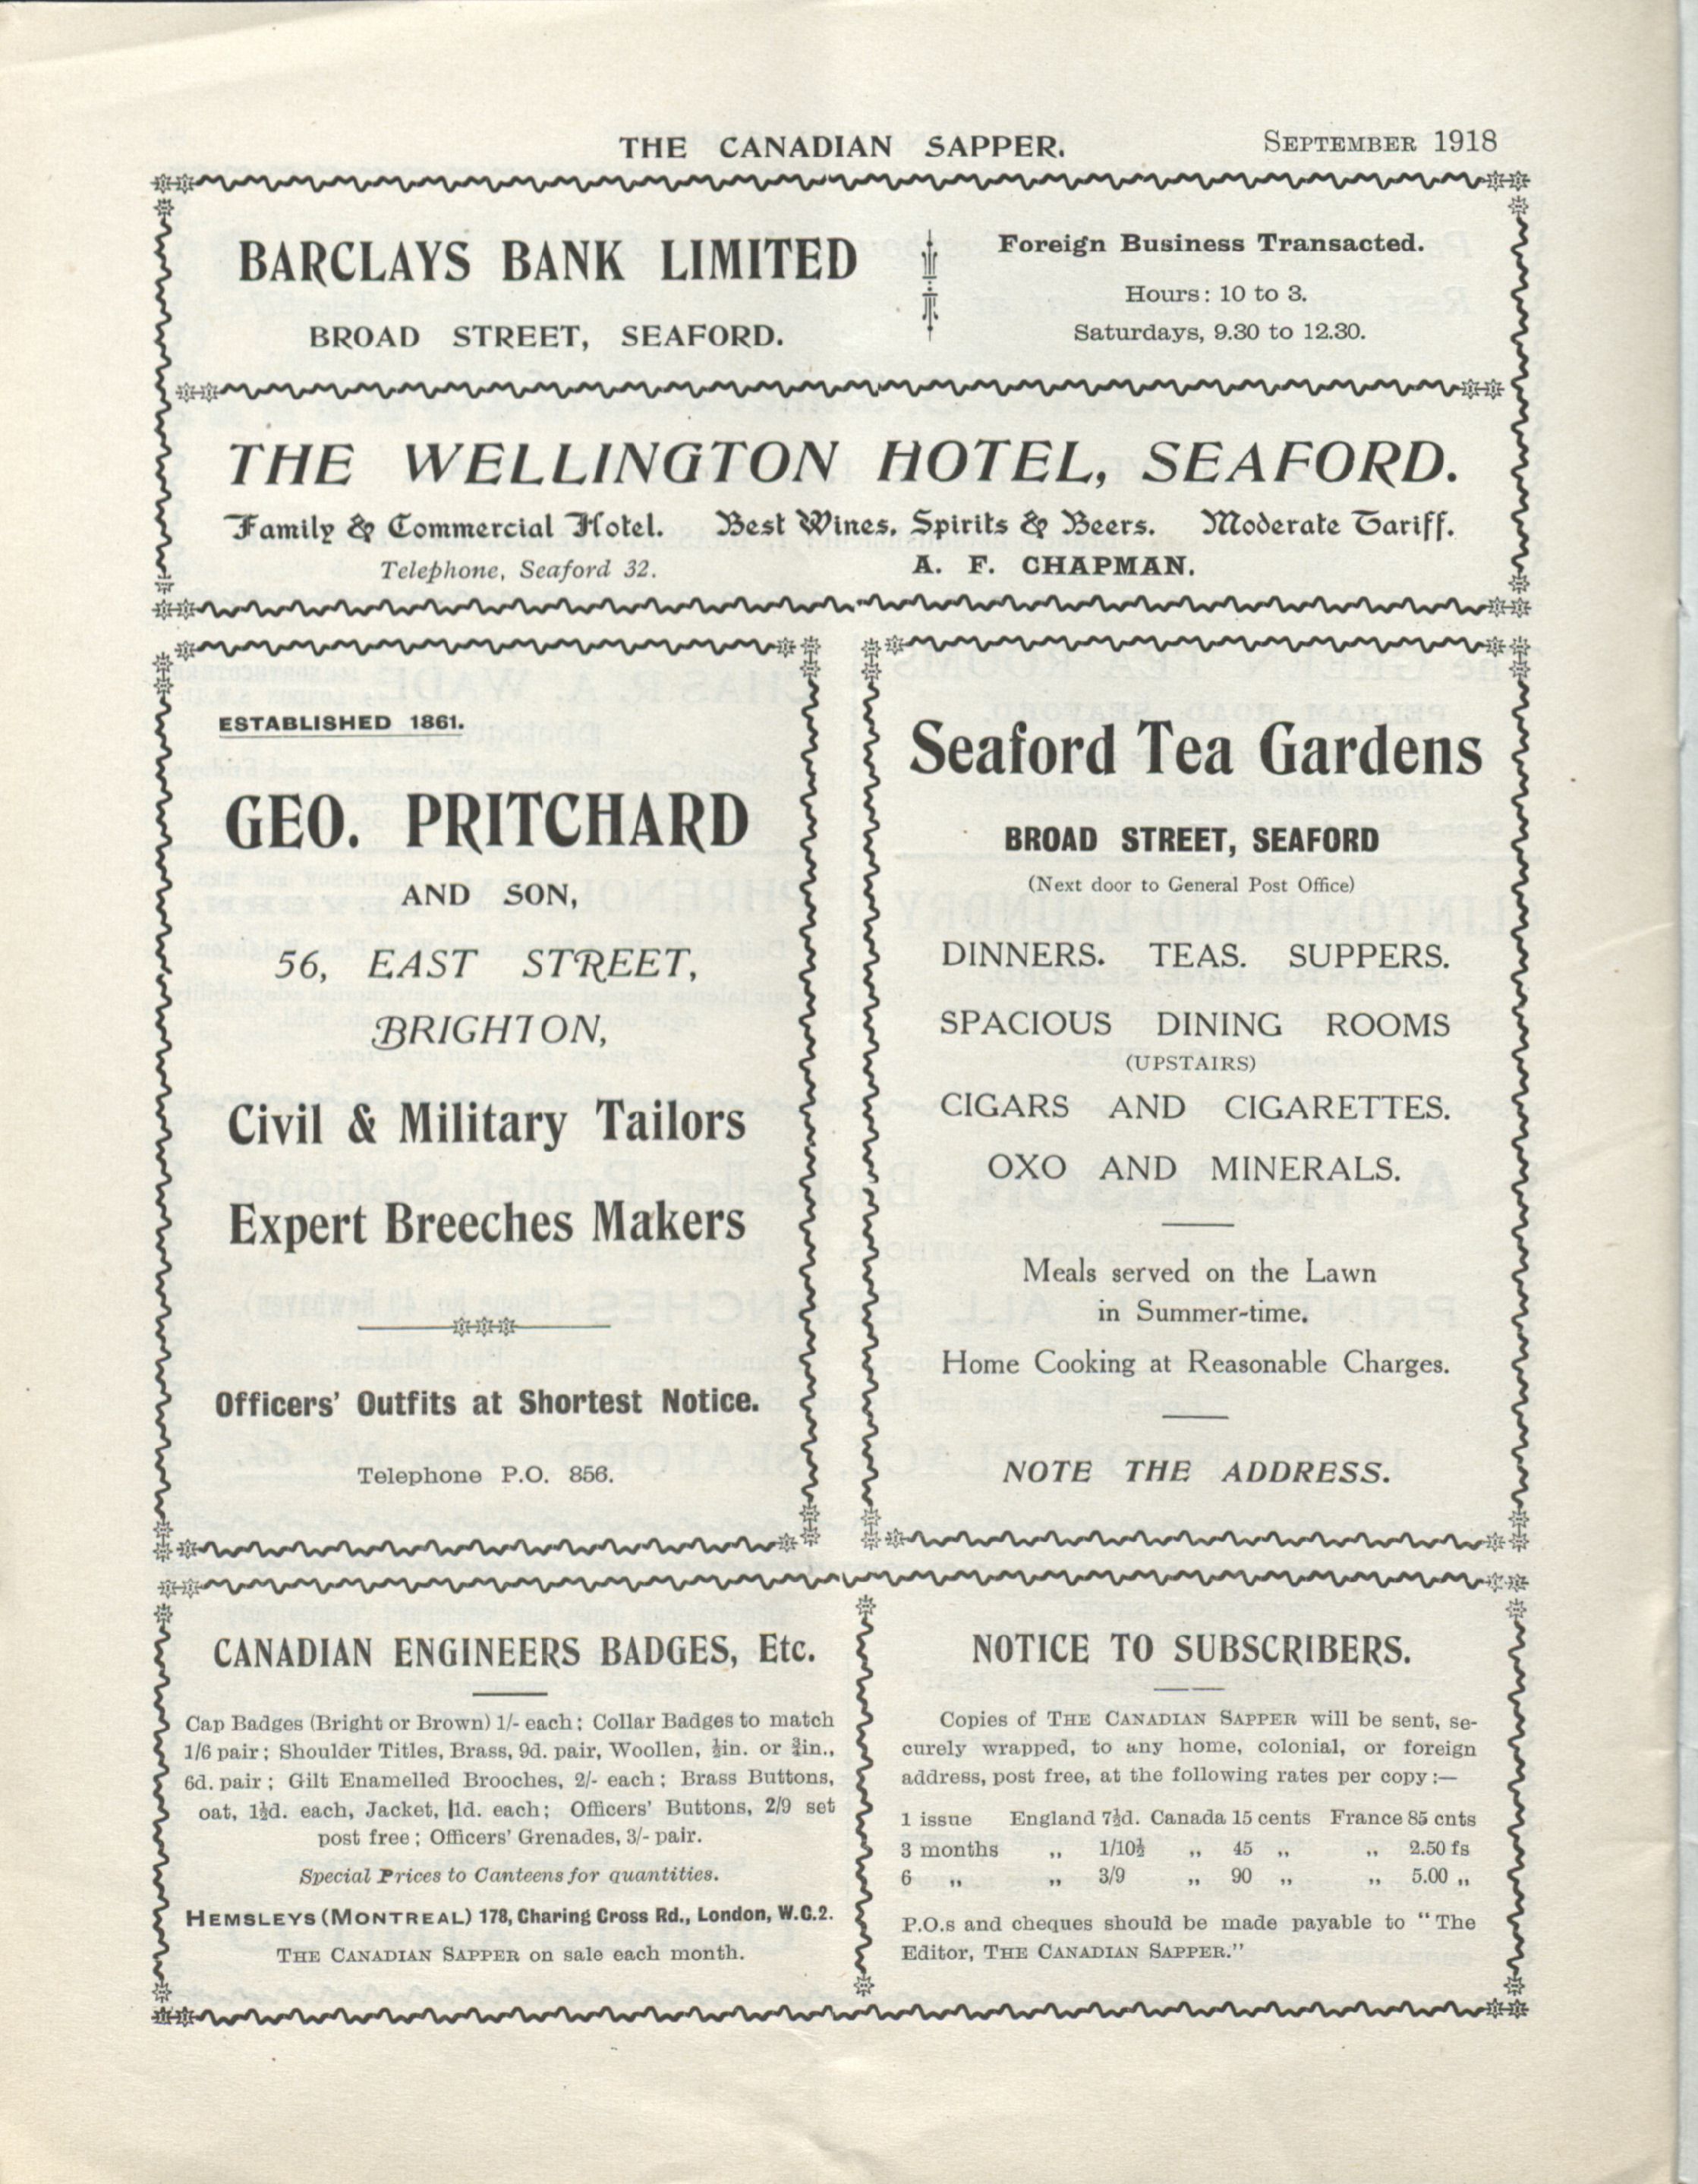 THE CANADIAN SAPPER.
SEPTEMBER 1918
BARCLAYS BANK LIMITED
BROAD STREET, SEAFORD.
Foreign Business Transacted.
Hours: 10 to 3.
Saturdays, 9.30 to 12.30.
THE WELLINGTON HOTEL, SEAFORD.
Family & Commercial Hotel. Best Wines, Spirits & Beers. Moderate Tariff.
Telephone, Seaford 32. A. F. CHAPMAN.
ESTABLISHED 1861.
GEO. PRITCHARD
AND SON,
56, EAST STREET,
BRIGHTON,
Civil & Military Tailors
Expert Breeches Makers
Officers' Outfits at Shortest Notice.
Telephone P.O. 856.
Seaford Tea Gardens
BROAD STREET, SEAFORD
(Next door to General Post Office)
DINNERS. TEAS. SUPPERS.
SPACIOUS DINING ROOMS
(UPSTAIRS)
CIGARS AND CIGARETTES.
OXO AND MINERALS.
Meals served on the Lawn
in Summer-time.
Home Cooking at Reasonable Charges.
NOTE THE ADDRESS.
CANADIAN ENGINEERS BADGES, Etc.
Cap Badges (Bright or Brown) 1/- each; Collar Badges to match
1/6 pair; Shoulder Titles, Brass, 9d. pair, Woollen, ½in. or ¾in.,
6d. pair; Gilt Enamelled Brooches, 2/- each; Brass Buttons,
oat, 1½d. each, Jacket, 1d. each; Officers' Buttons, 2/9 set
post free; Officers' Grenades, 3/- pair.
Special Prices to Canteens for quantities.
HEMSLEYS (MONTREAL) 178, Charing Cross Rd., London, W.C.2.
THE CANADIAN SAPPER on sale each month.
NOTICE TO SUBSCRIBERS.
Copies of THE CANADIAN SAPPER will be sent, se-
curely wrapped, to any home, colonial, or foreign
address, post free, at the following rates per copy:—
1 issue England 7½d. Canada 15 cents France 85 cnts
3 months ,, 1/10½ ,, 45 ,, ,, 2.50 fs
6 ,, ,, 3/9 ,, 90 ,, ,, 5.00 ,,
P.O.s and cheques should be made payable to "The
Editor, THE CANADIAN SAPPER."